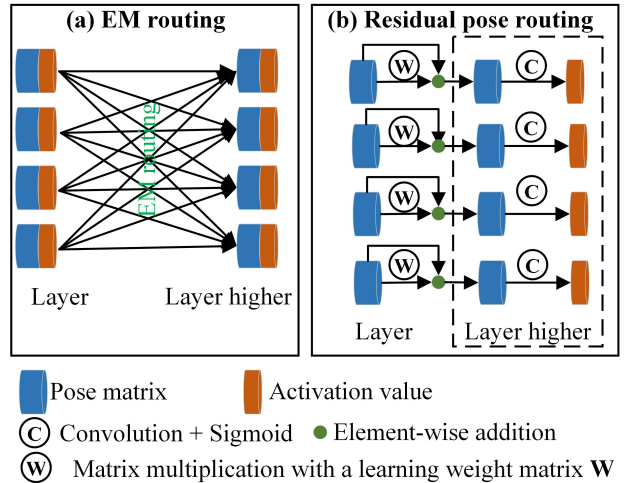 (a) EM routing
EM routing
Layer
Layer higher
(b) Residual pose routing
W
C
W
C
W
C
W
C
Layer
Layer higher
Pose matrix
Activation value
C Convolution + Sigmoid
Element-wise addition
W Matrix multiplication with a learning weight matrix W